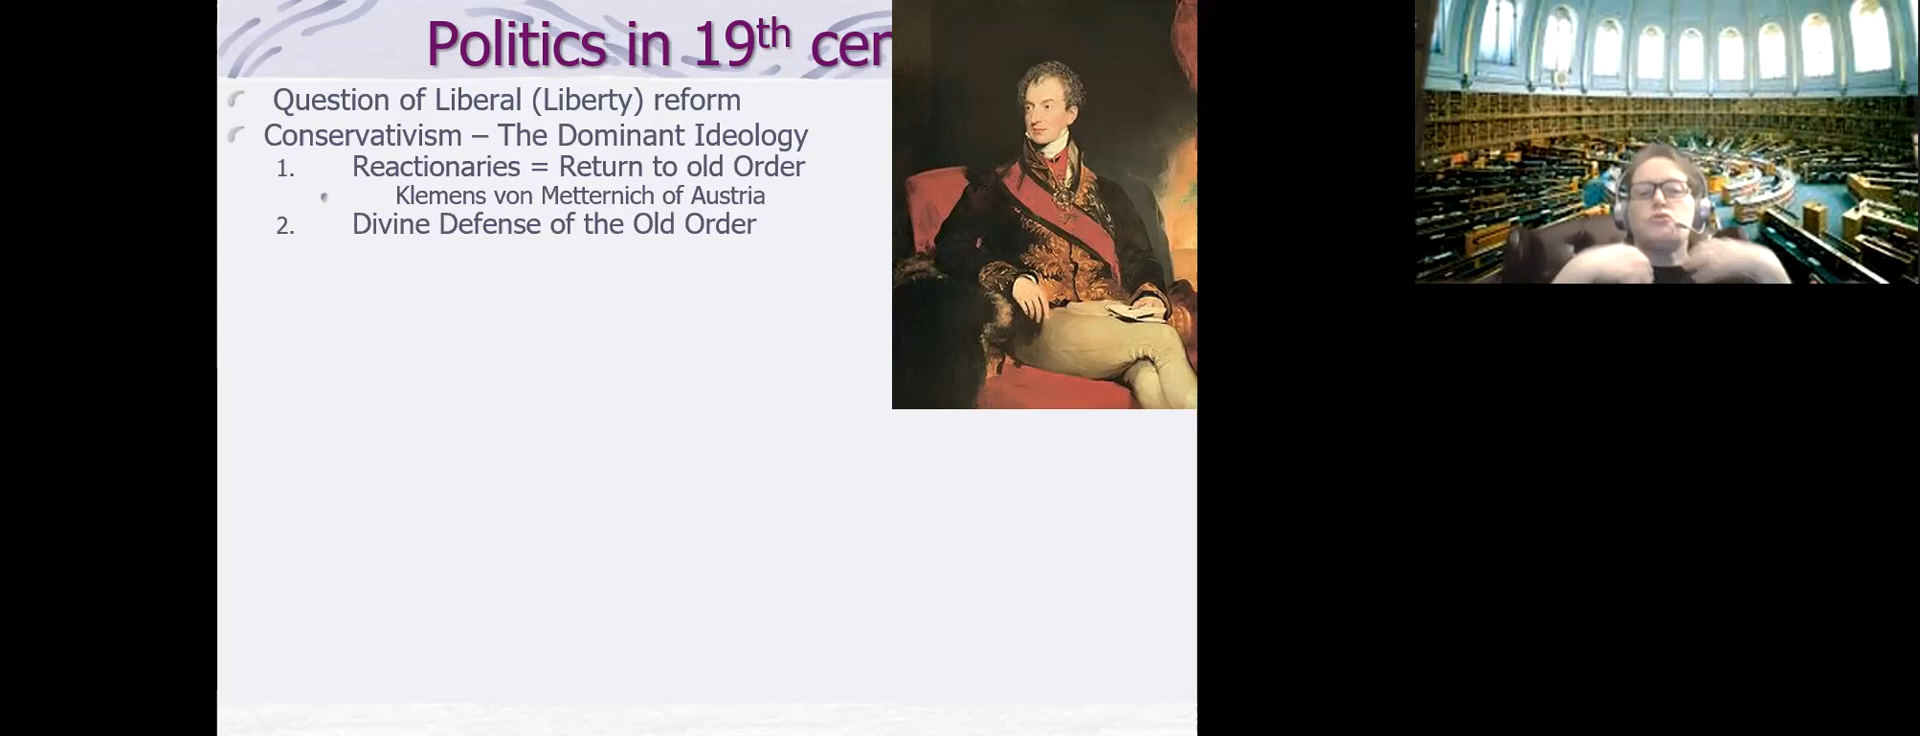 Politics in 19th cen
Question of Liberal (Liberty) reform
Conservativism – The Dominant Ideology
1. Reactionaries = Return to old Order
Klemens von Metternich of Austria
2. Divine Defense of the Old Order